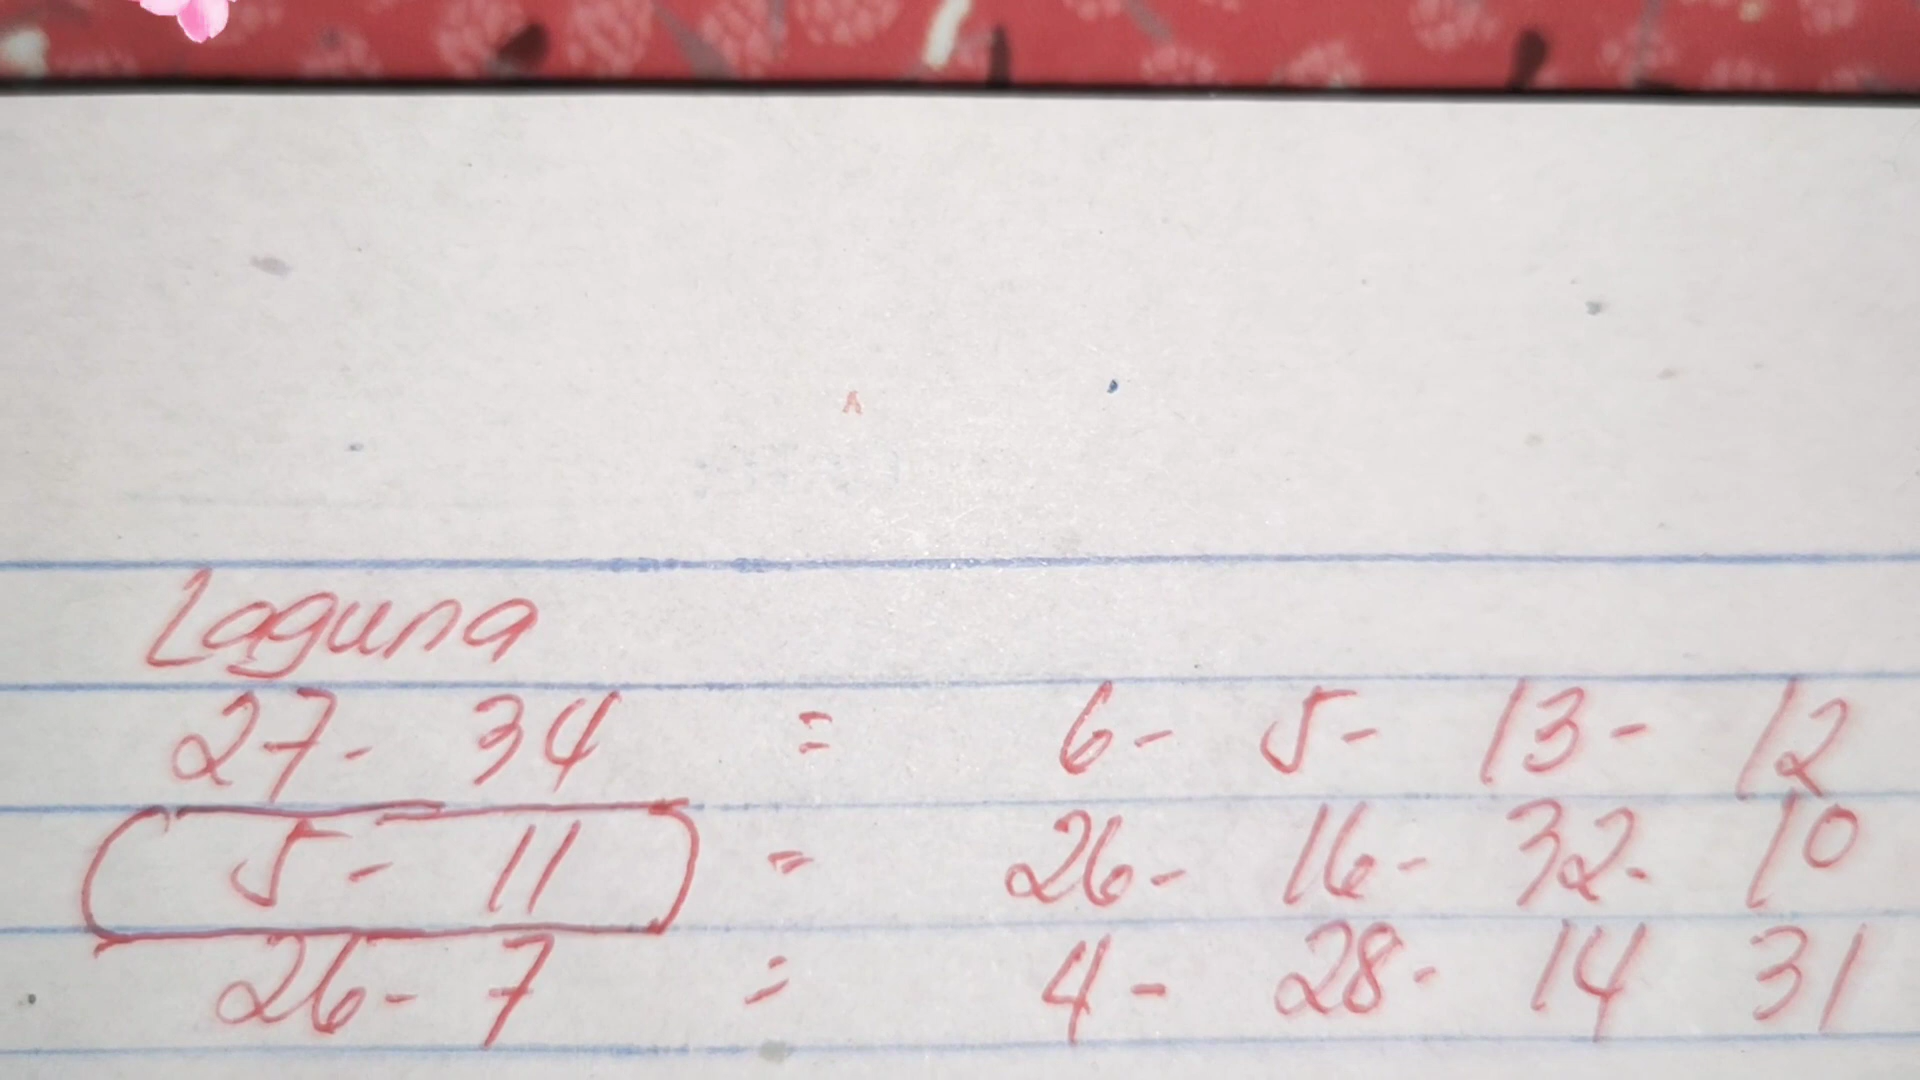 Laguna
27- 34 = 6- 5- 13- 12
5- 11 = 26- 16- 32- 10
26- 7 = 4- 28- 14 31